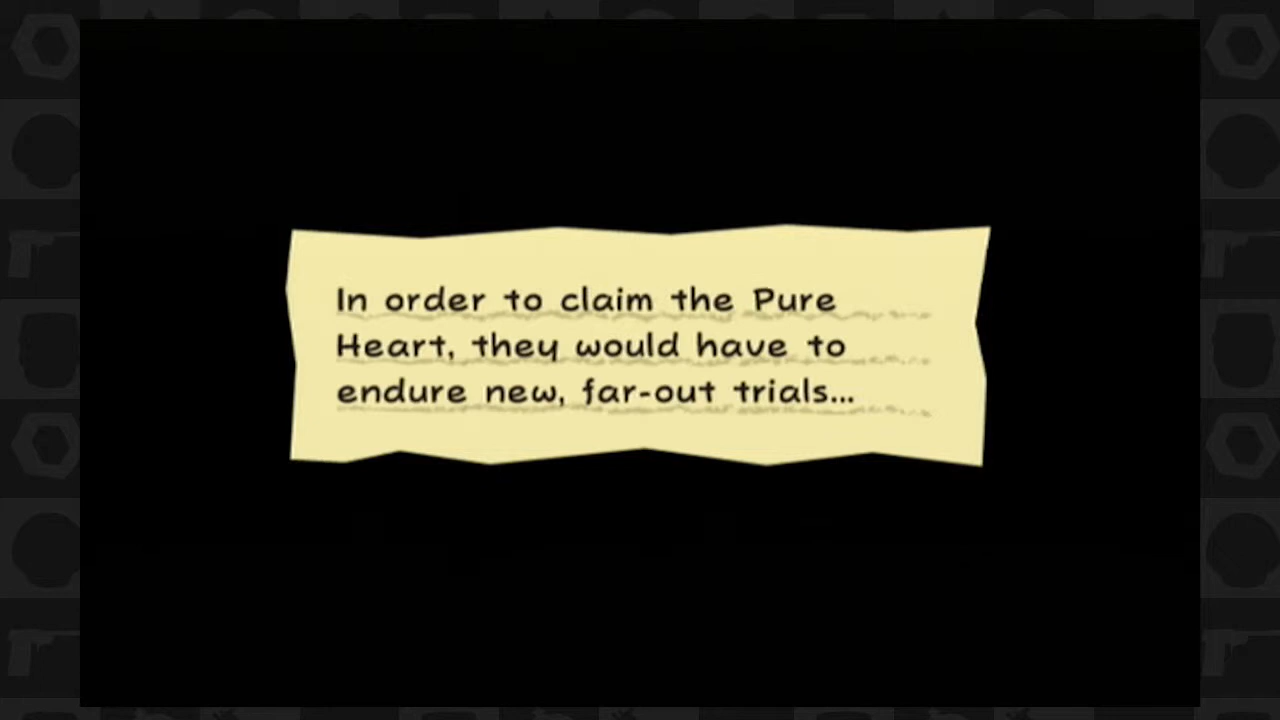 In order to claim the Pure
Heart, they would have to
endure new, far-out trials...